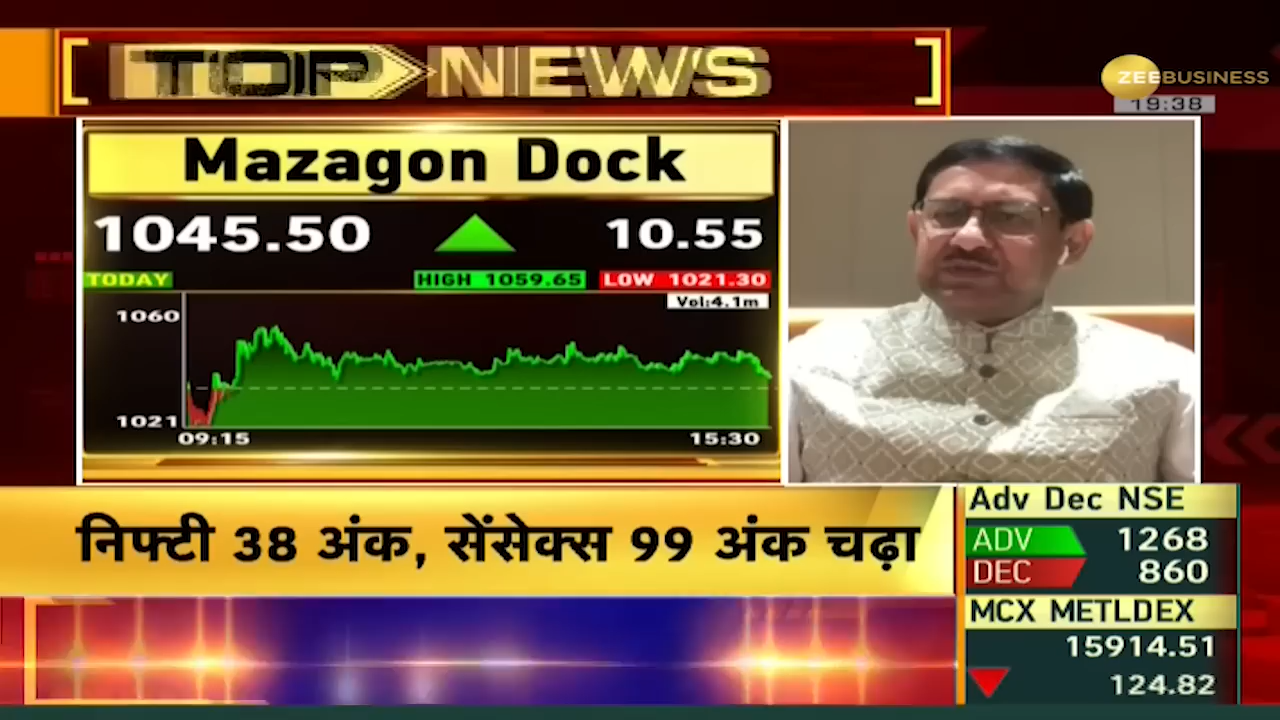 TOP NEWS
ZEEBUSINESS
19:38
Mazagon Dock
1045.50 10.55
TODAY HIGH 1059.65 LOW 1021.30
Vol:4.1m
1060
1021
09:15 15:30
निफ्टी 38 अंक, सेंसेक्स 99 अंक चढ़ा
Adv Dec NSE
ADV 1268
DEC 860
MCX METLDEX
15914.51
124.82